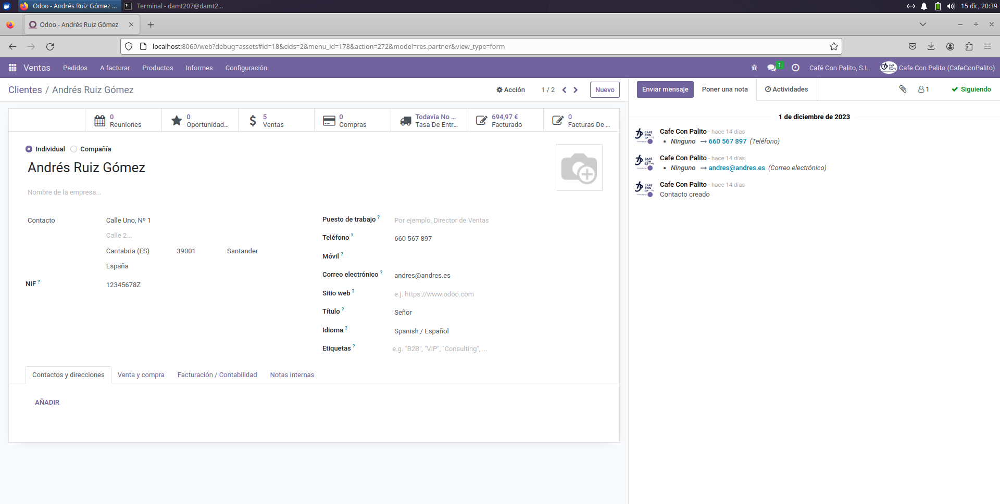 Odoo - Andrés Ruiz Gómez ...
Terminal - damt207@damt2...
15 dic, 20:39
Odoo - Andrés Ruiz Gómez
localhost:8069/web?debug=assets#id=18&cids=2&menu_id=178&action=272&model=res.partner&view_type=form
Ventas Pedidos A facturar Productos Informes Configuración
1
Café Con Palito, S.L.
CAFÉ CON PALITO
Cafe Con Palito (CafeConPalito)
Clientes / Andrés Ruiz Gómez
Acción
1 / 2
Nuevo
Enviar mensaje
Poner una nota
Actividades
1
Siguiendo
0
Reuniones
0
Oportunidad...
5
Ventas
0
Compras
Todavía No ...
Tasa De Entr...
694,97 €
Facturado
0
Facturas De ...
Individual
Compañía
Andrés Ruiz Gómez
Nombre de la empresa...
Contacto
Calle Uno, Nº 1
Calle 2...
Cantabria (ES) 39001 Santander
España
NIF ?
12345678Z
Puesto de trabajo ?
Por ejemplo, Director de Ventas
Teléfono ?
660 567 897
Móvil ?
Correo electrónico ?
andres@andres.es
Sitio web ?
e.j. https://www.odoo.com
Título ?
Señor
Idioma ?
Spanish / Español
Etiquetas ?
e.g. "B2B", "VIP", "Consulting", ...
Contactos y direcciones
Venta y compra
Facturación / Contabilidad
Notas internas
AÑADIR
1 de diciembre de 2023
Cafe Con Palito - hace 14 días
• Ninguno → 660 567 897 (Teléfono)
Cafe Con Palito - hace 14 días
• Ninguno → andres@andres.es (Correo electrónico)
Cafe Con Palito - hace 14 días
Contacto creado